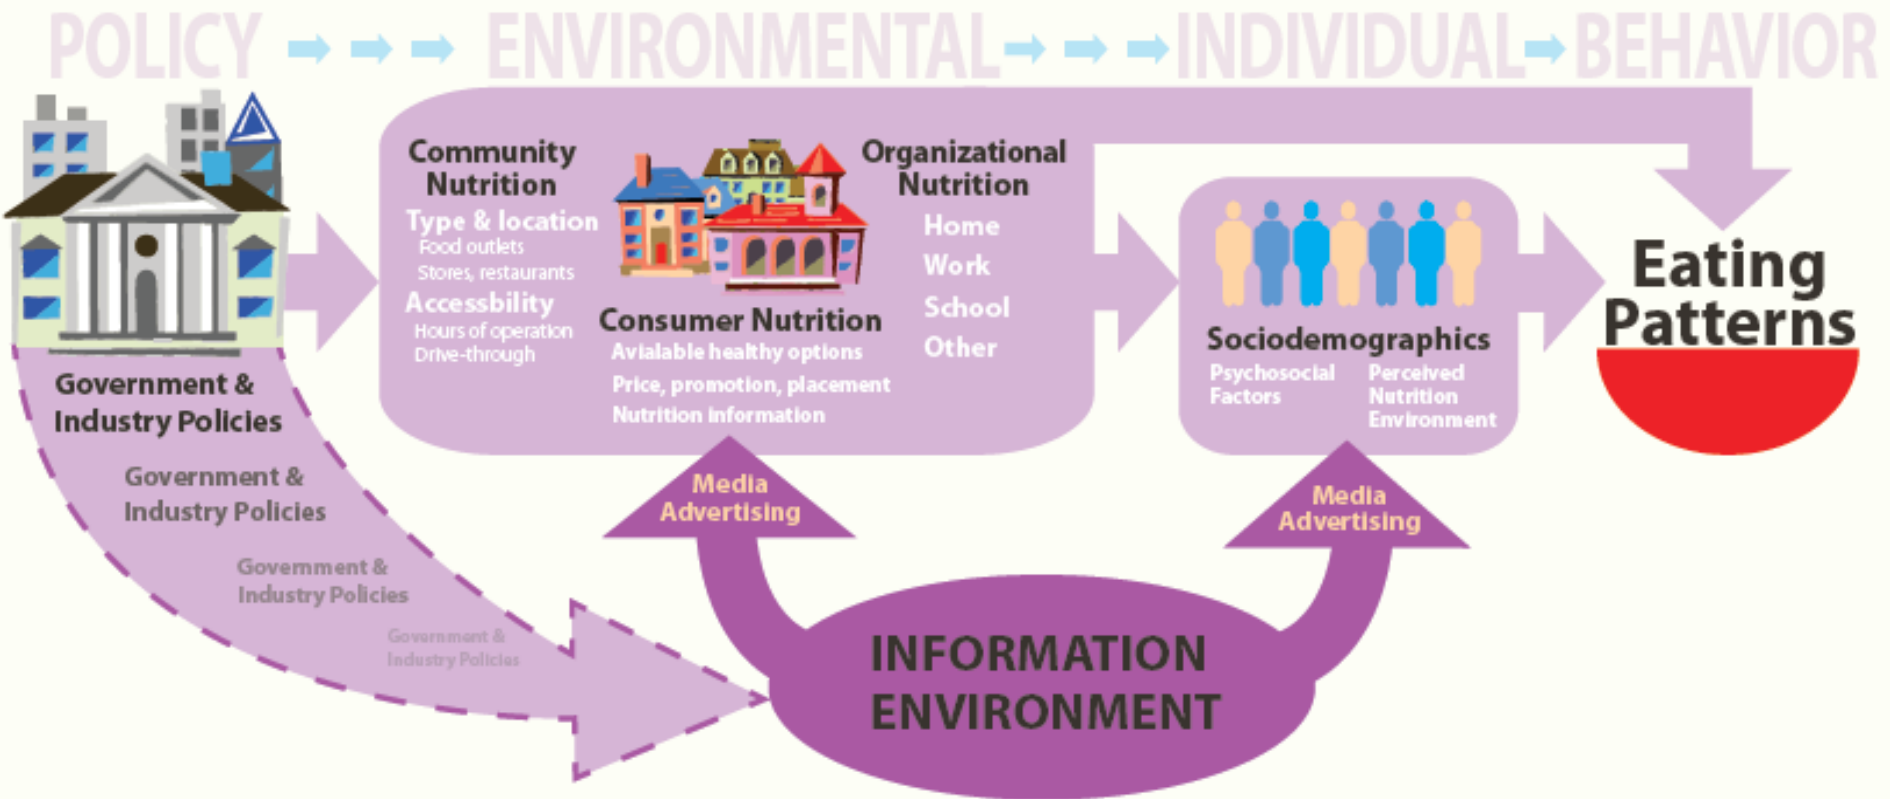 POLICY ENVIRONMENTAL INDIVIDUAL BEHAVIOR
Community
Nutrition
Type & location
Food outlets
Stores, restaurants
Accessbility
Hours of operation
Drive-through
Consumer Nutrition
Avialable healthy options
Price, promotion, placement
Nutrition information
Organizational
Nutrition
Home
Work
School
Other
Sociodemographics
Psychosocial
Factors
Perceived
Nutrition
Environment
Eating
Patterns
Government &
Industry Policies
Government &
Industry Policies
Government &
Industry Policies
Government &
Industry Policies
Media
Advertising
Media
Advertising
INFORMATION
ENVIRONMENT